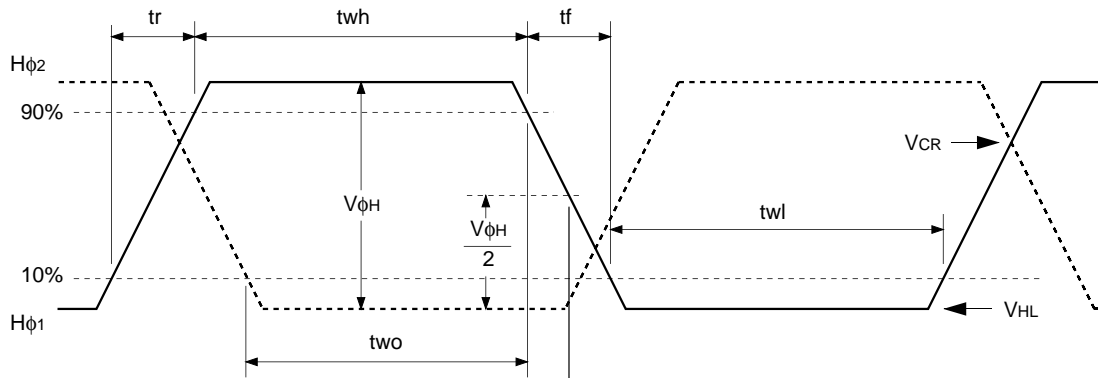 tr twh tf
Hϕ2
90%
VCR
VϕH
VϕH
2
twl
10%
Hϕ1
VHL
two